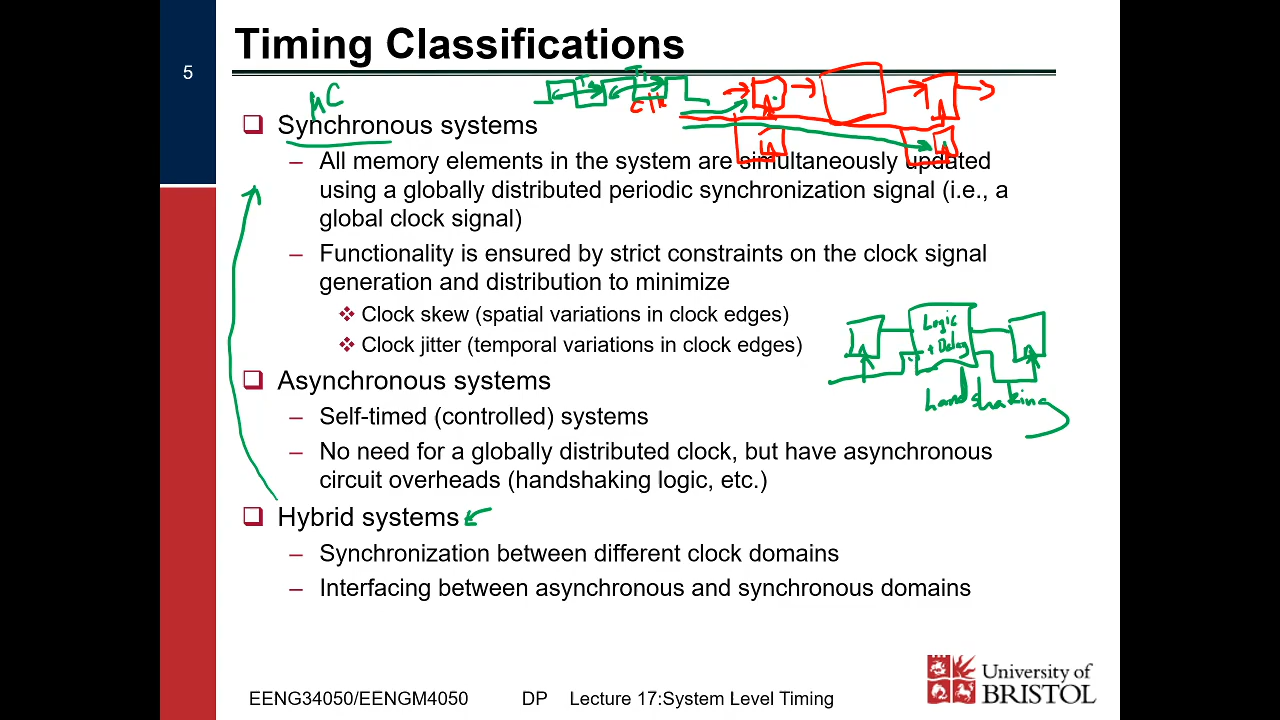 Timing Classifications
5
μC
T T
clk
❑ Synchronous systems
– All memory elements in the system are simultaneously updated
using a globally distributed periodic synchronization signal (i.e., a
global clock signal)
– Functionality is ensured by strict constraints on the clock signal
generation and distribution to minimize
❖ Clock skew (spatial variations in clock edges)
❖ Clock jitter (temporal variations in clock edges)
Logic
+ Delay
handshaking
❑ Asynchronous systems
– Self-timed (controlled) systems
– No need for a globally distributed clock, but have asynchronous
circuit overheads (handshaking logic, etc.)
❑ Hybrid systems
– Synchronization between different clock domains
– Interfacing between asynchronous and synchronous domains
EENG34050/EENGM4050 DP Lecture 17:System Level Timing
University of
BRISTOL